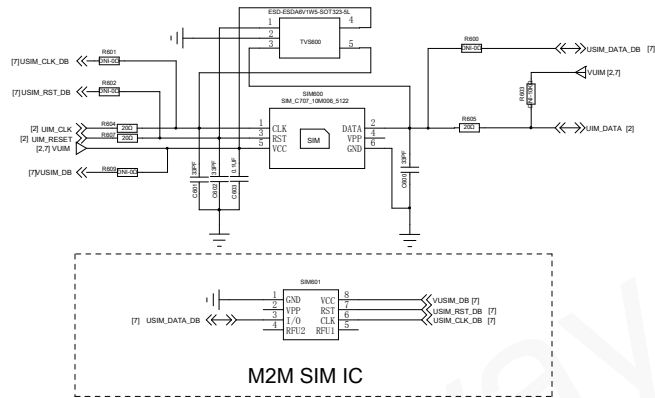 ESD-ESDA6V1W5-SOT323-5L
1 4
2
3 5
TVS600
R600
DNI-0Ω
USIM_DATA_DB [7]
R601
[7]USIM_CLK_DB DNI-0Ω
VUIM [2,7]
R602
[7]USIM_RST_DB DNI-0Ω
R603
SIM600
SIM_C707_10M006_5122
R604
[2] UIM_CLK 20Ω
1 CLK DATA 2
R605
20Ω
UIM_DATA [2]
[2] UIM_RESET R607 20Ω
3 RST SIM VPP 4
[2,7] VUIM
5 VCC GND 6
R609
[7]VUSIM_DB DNI-0Ω
33PF 33PF 0.1UF 33PF
C601 C602 C603 C600
SIM601
1 GND VCC 8 VUSIM_DB [7]
2 VPP RST 7 USIM_RST_DB [7]
[7] USIM_DATA_DB 3 I/O CLK 6 USIM_CLK_DB [7]
4 RFU2 RFU1 5
M2M SIM IC